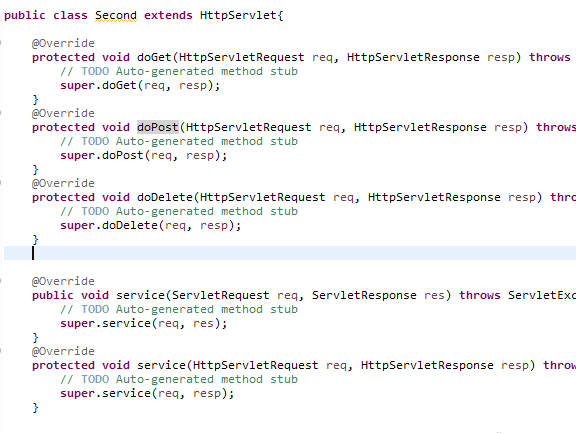 public class Second extends HttpServlet{
@Override
protected void doGet(HttpServletRequest req, HttpServletResponse resp) throws
// TODO Auto-generated method stub
super.doGet(req, resp);
}
@Override
protected void doPost(HttpServletRequest req, HttpServletResponse resp) throws
// TODO Auto-generated method stub
super.doPost(req, resp);
}
@Override
protected void doDelete(HttpServletRequest req, HttpServletResponse resp) thro
// TODO Auto-generated method stub
super.doDelete(req, resp);
}
@Override
public void service(ServletRequest req, ServletResponse res) throws ServletExc
// TODO Auto-generated method stub
super.service(req, res);
}
@Override
protected void service(HttpServletRequest req, HttpServletResponse resp) throw
// TODO Auto-generated method stub
super.service(req, resp);
}